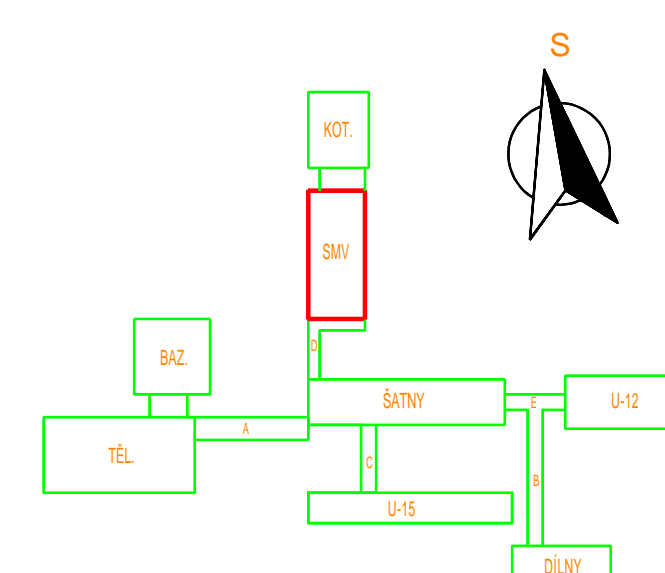 S
KOT.
SMV
D
BAZ.
ŠATNY
E
U-12
A
TĚL.
C
B
U-15
DÍLNY